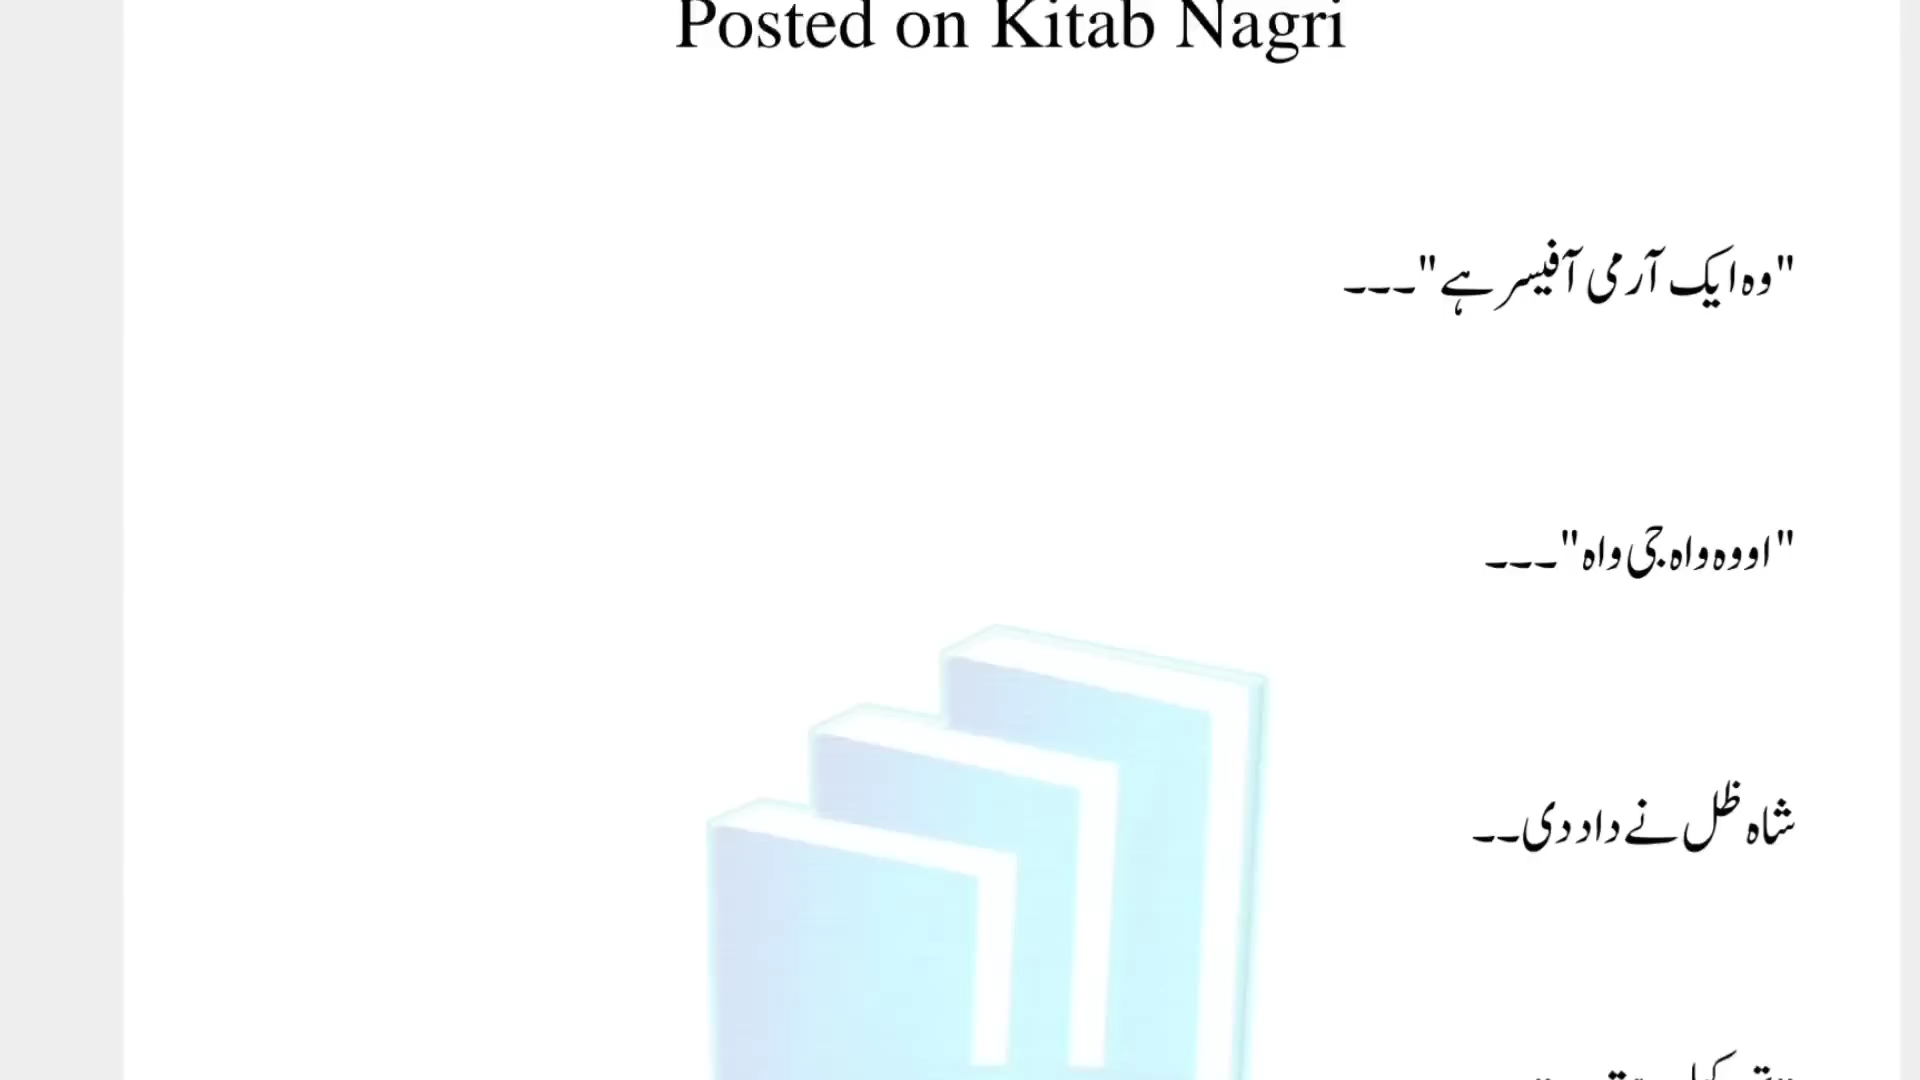 Posted on Kitab Nagri
"وہ ایک آرمی آفیسر ہے"۔۔۔
"اووہ واہ جی واہ"۔۔۔
شاہ ظل نے داد دی۔۔